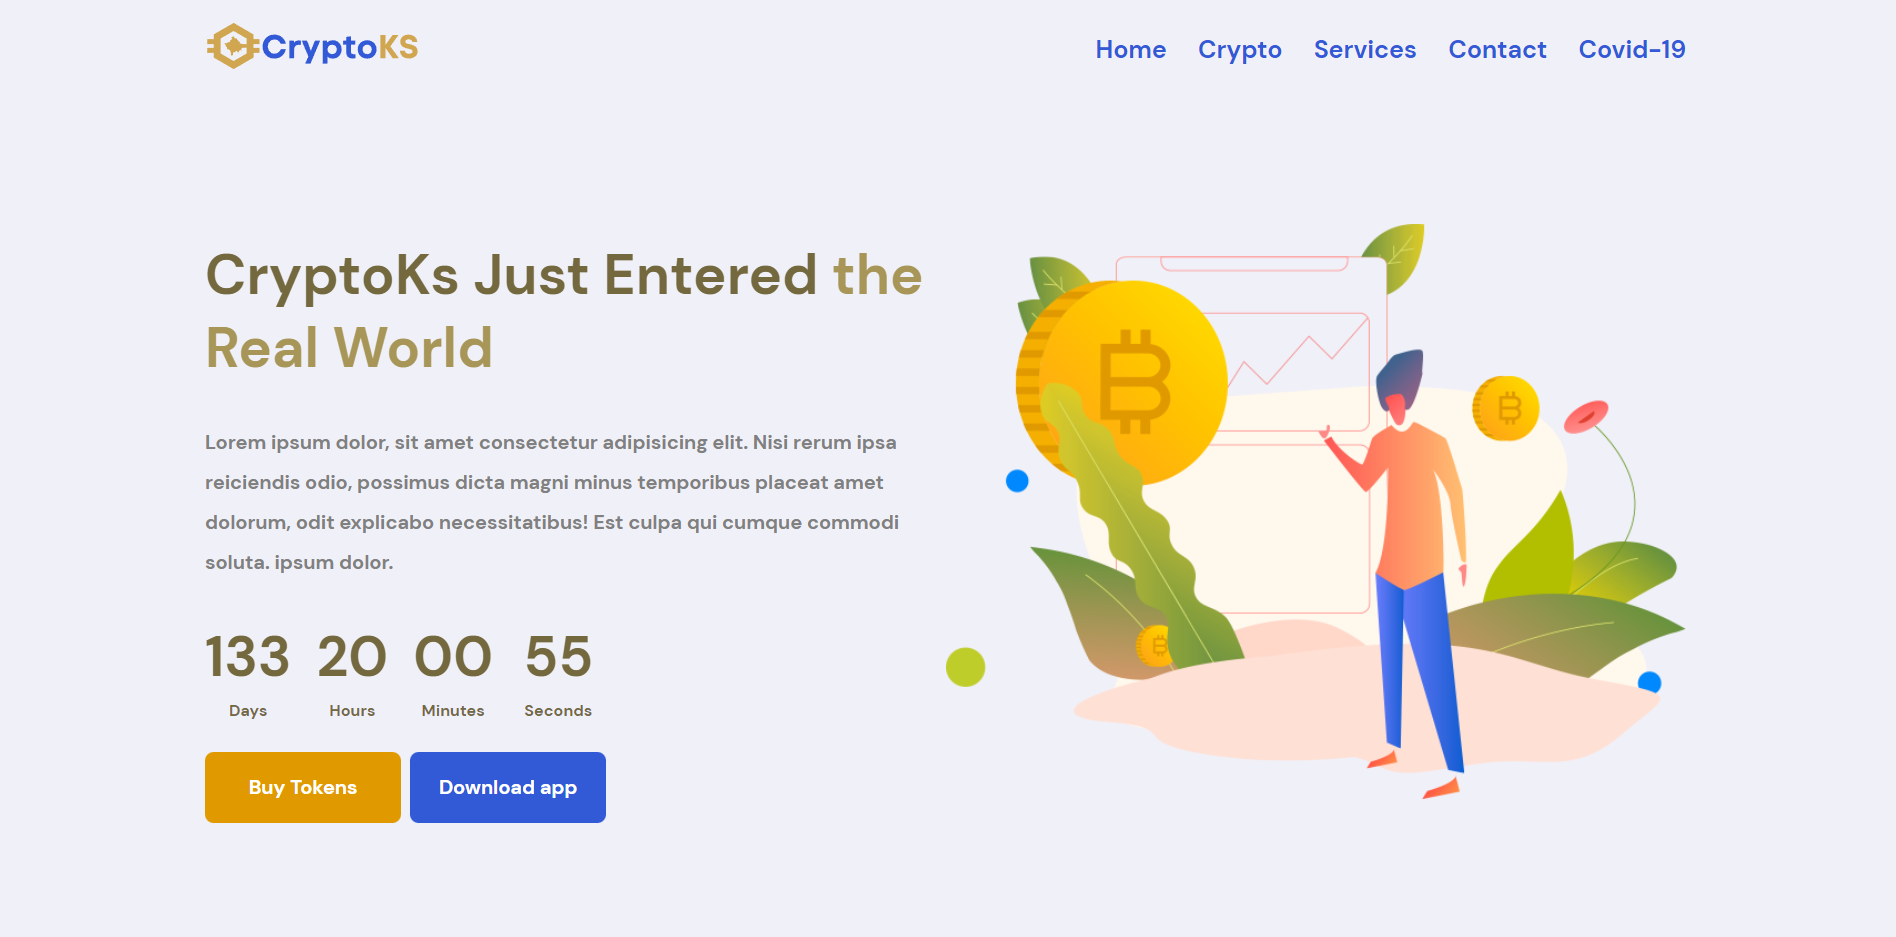 CryptoKS
Home Crypto Services Contact Covid-19
CryptoKs Just Entered the
Real World
Lorem ipsum dolor, sit amet consectetur adipisicing elit. Nisi rerum ipsa
reiciendis odio, possimus dicta magni minus temporibus placeat amet
dolorum, odit explicabo necessitatibus! Est culpa qui cumque commodi
soluta. ipsum dolor.
133 20 00 55
Days Hours Minutes Seconds
Buy Tokens Download app